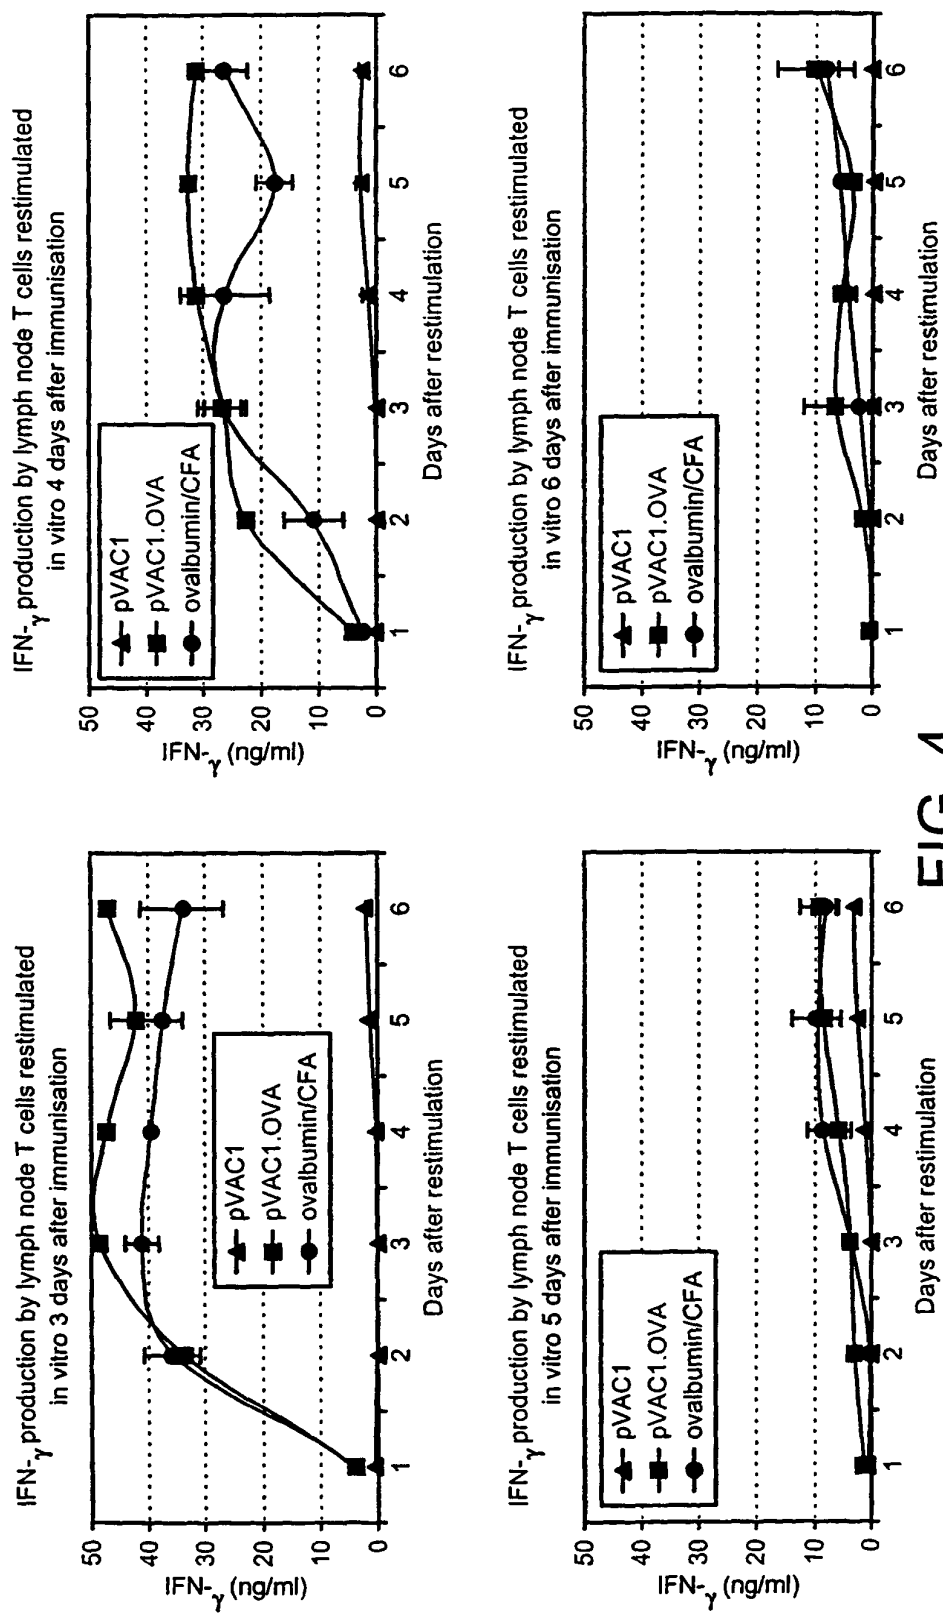 IFN-γ production by lymph node T cells restimulated
in vitro 3 days after immunisation
IFN-γ (ng/ml)
50
40
30
20
10
0
pVAC1
pVAC1.OVA
ovalbumin/CFA
1 2 3 4 5 6
Days after restimulation
IFN-γ production by lymph node T cells restimulated
in vitro 4 days after immunisation
IFN-γ (ng/ml)
50
40
30
20
10
0
pVAC1
pVAC1.OVA
ovalbumin/CFA
1 2 3 4 5 6
Days after restimulation
IFN-γ production by lymph node T cells restimulated
in vitro 5 days after immunisation
IFN-γ (ng/ml)
50
40
30
20
10
0
pVAC1
pVAC1.OVA
ovalbumin/CFA
1 2 3 4 5 6
Days after restimulation
IFN-γ production by lymph node T cells restimulated
in vitro 6 days after immunisation
IFN-γ (ng/ml)
50
40
30
20
10
0
pVAC1
pVAC1.OVA
ovalbumin/CFA
1 2 3 4 5 6
Days after restimulation
FIG. 4